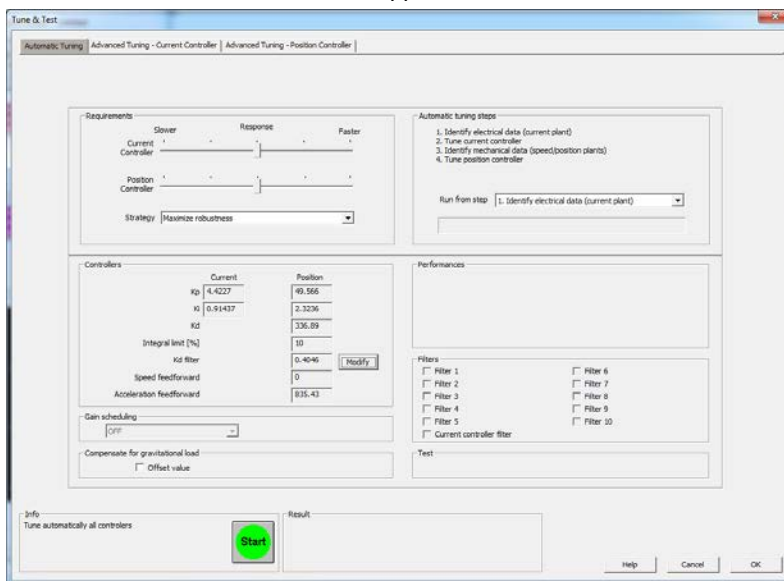 Tune & Test
Automatic Tuning
Advanced Tuning - Current Controller
Advanced Tuning - Position Controller
Requirements
Slower Response Faster
Current
Controller
Position
Controller
Strategy Maximize robustness
Automatic tuning steps
1. Identify electrical data (current plant)
2. Tune current controller
3. Identify mechanical data (speed/position plants)
4. Tune position controller
Run from step 1. Identify electrical data (current plant)
Controllers
Current Position
Kp 4.4227 49.566
Ki 0.91437 2.3236
Kd 336.89
Integral limit [%] 10
Kd filter 0.4046 Modify
Speed feedforward 0
Acceleration feedforward 835.43
Gain scheduling
OFF
Compensate for gravitational load
Offset value
Performances
Filters
Filter 1 Filter 6
Filter 2 Filter 7
Filter 3 Filter 8
Filter 4 Filter 9
Filter 5 Filter 10
Current controller filter
Test
Info
Tune automatically all controlers
Start
Result
Help Cancel OK